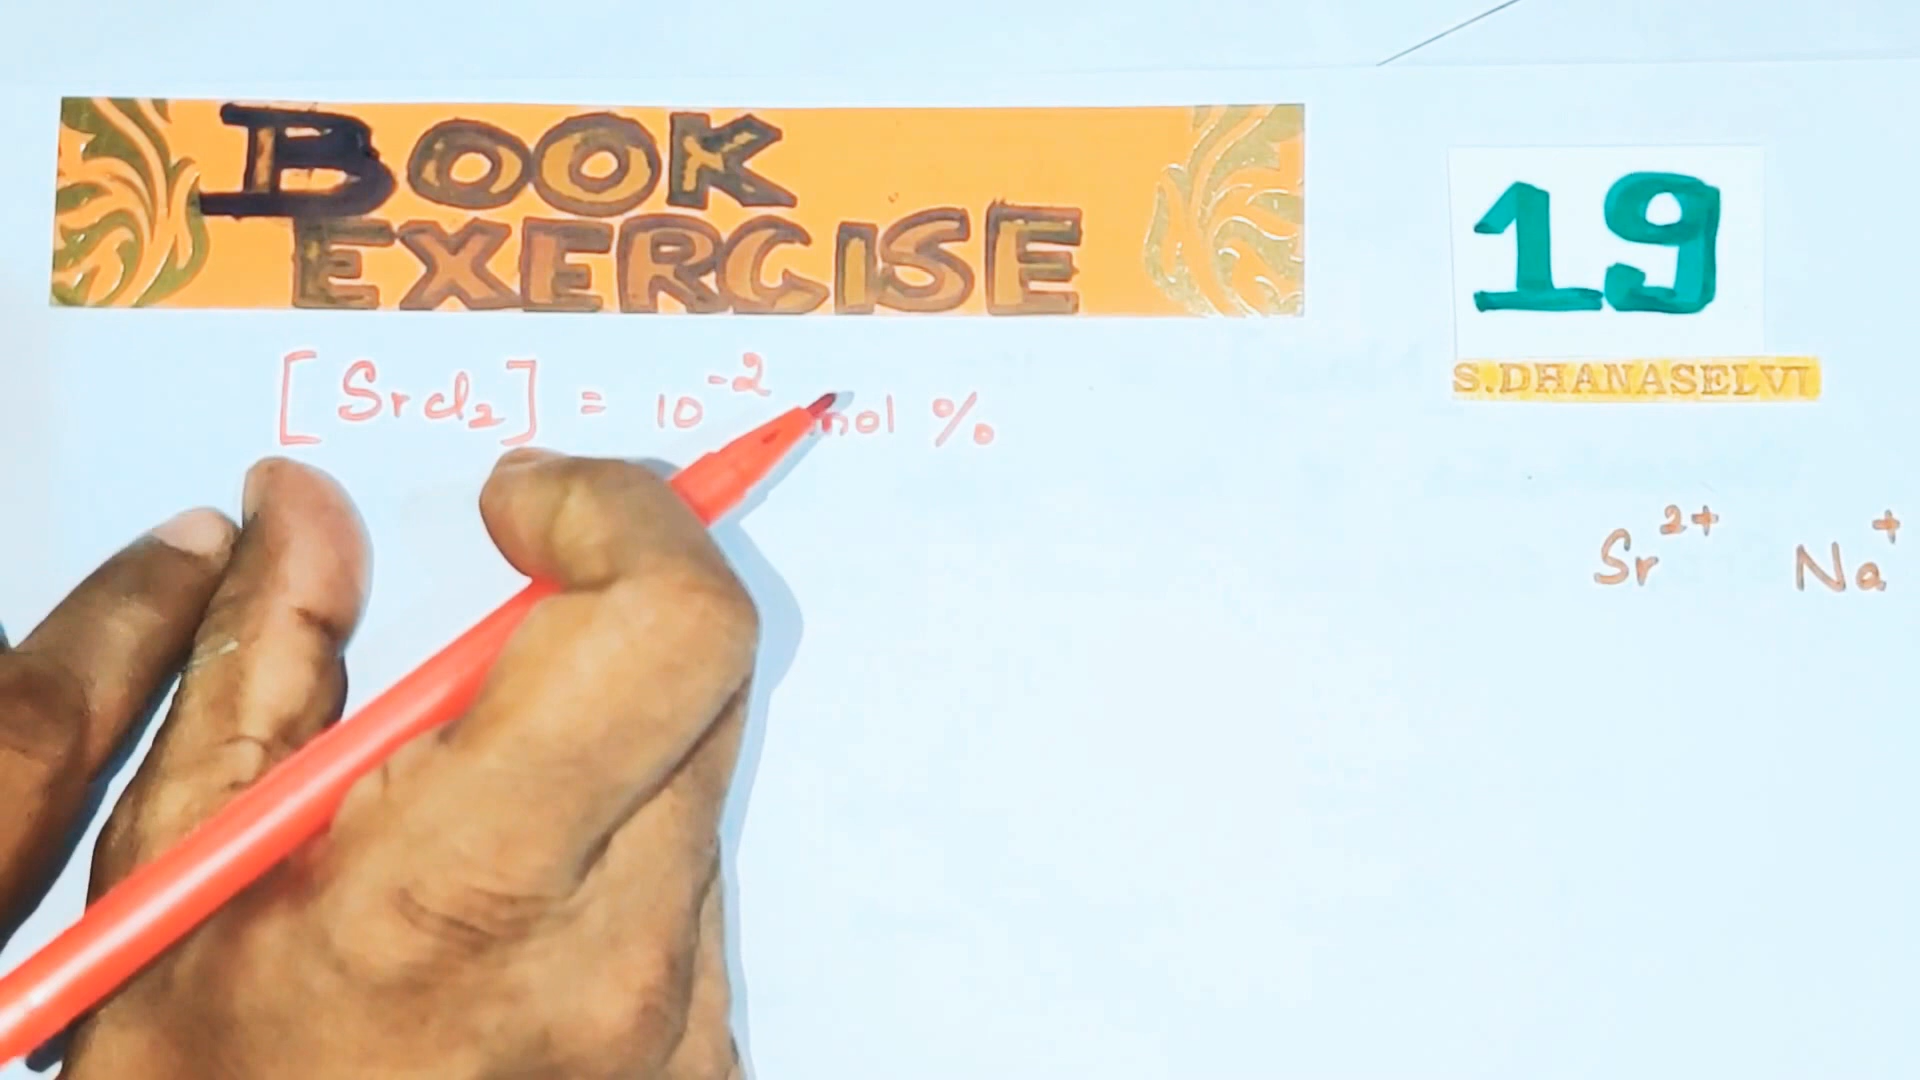 BOOK
EXERCISE
19
S.DHANASELVI
[SrCl₂] = 10⁻² mol %
Sr²⁺ Na⁺